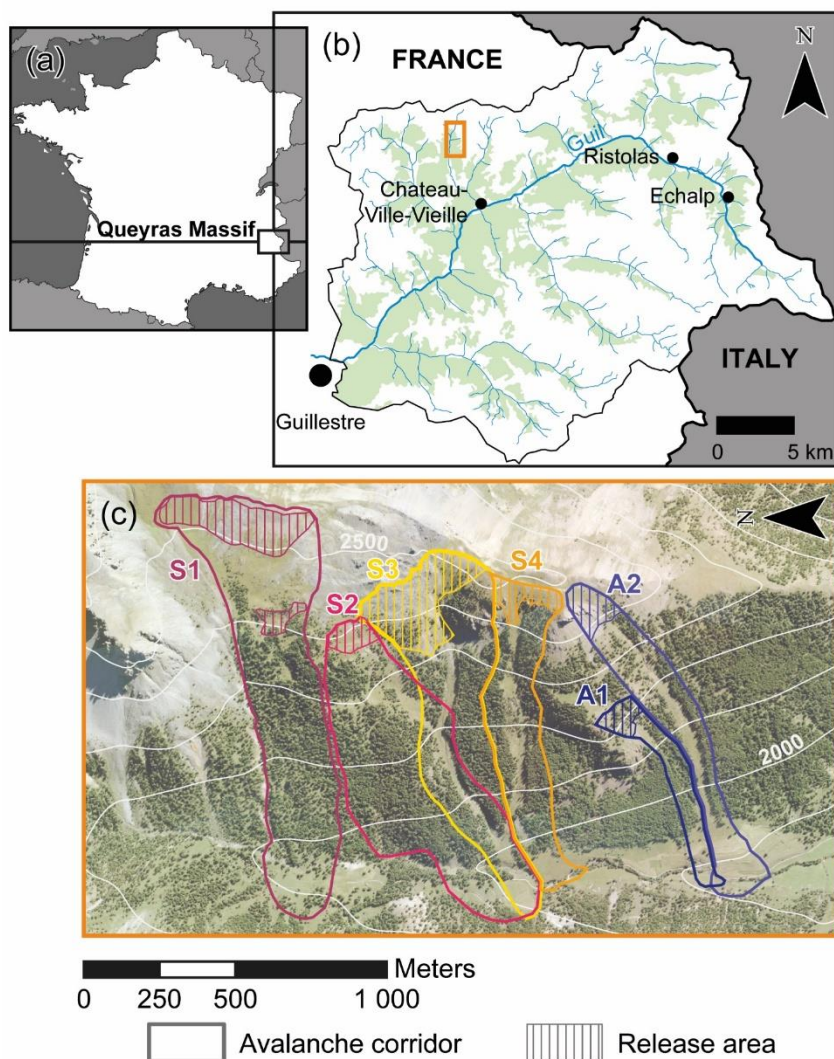 (a)
Queyras Massif
(b)
FRANCE
N
Guil
Ristolas
Chateau-
Ville-Vieille
Echalp
ITALY
Guillestre
0 5 km
(c)
N
2500
S1
S2
S3
S4
A2
A1
2000
Meters
0 250 500 1 000
Avalanche corridor
Release area